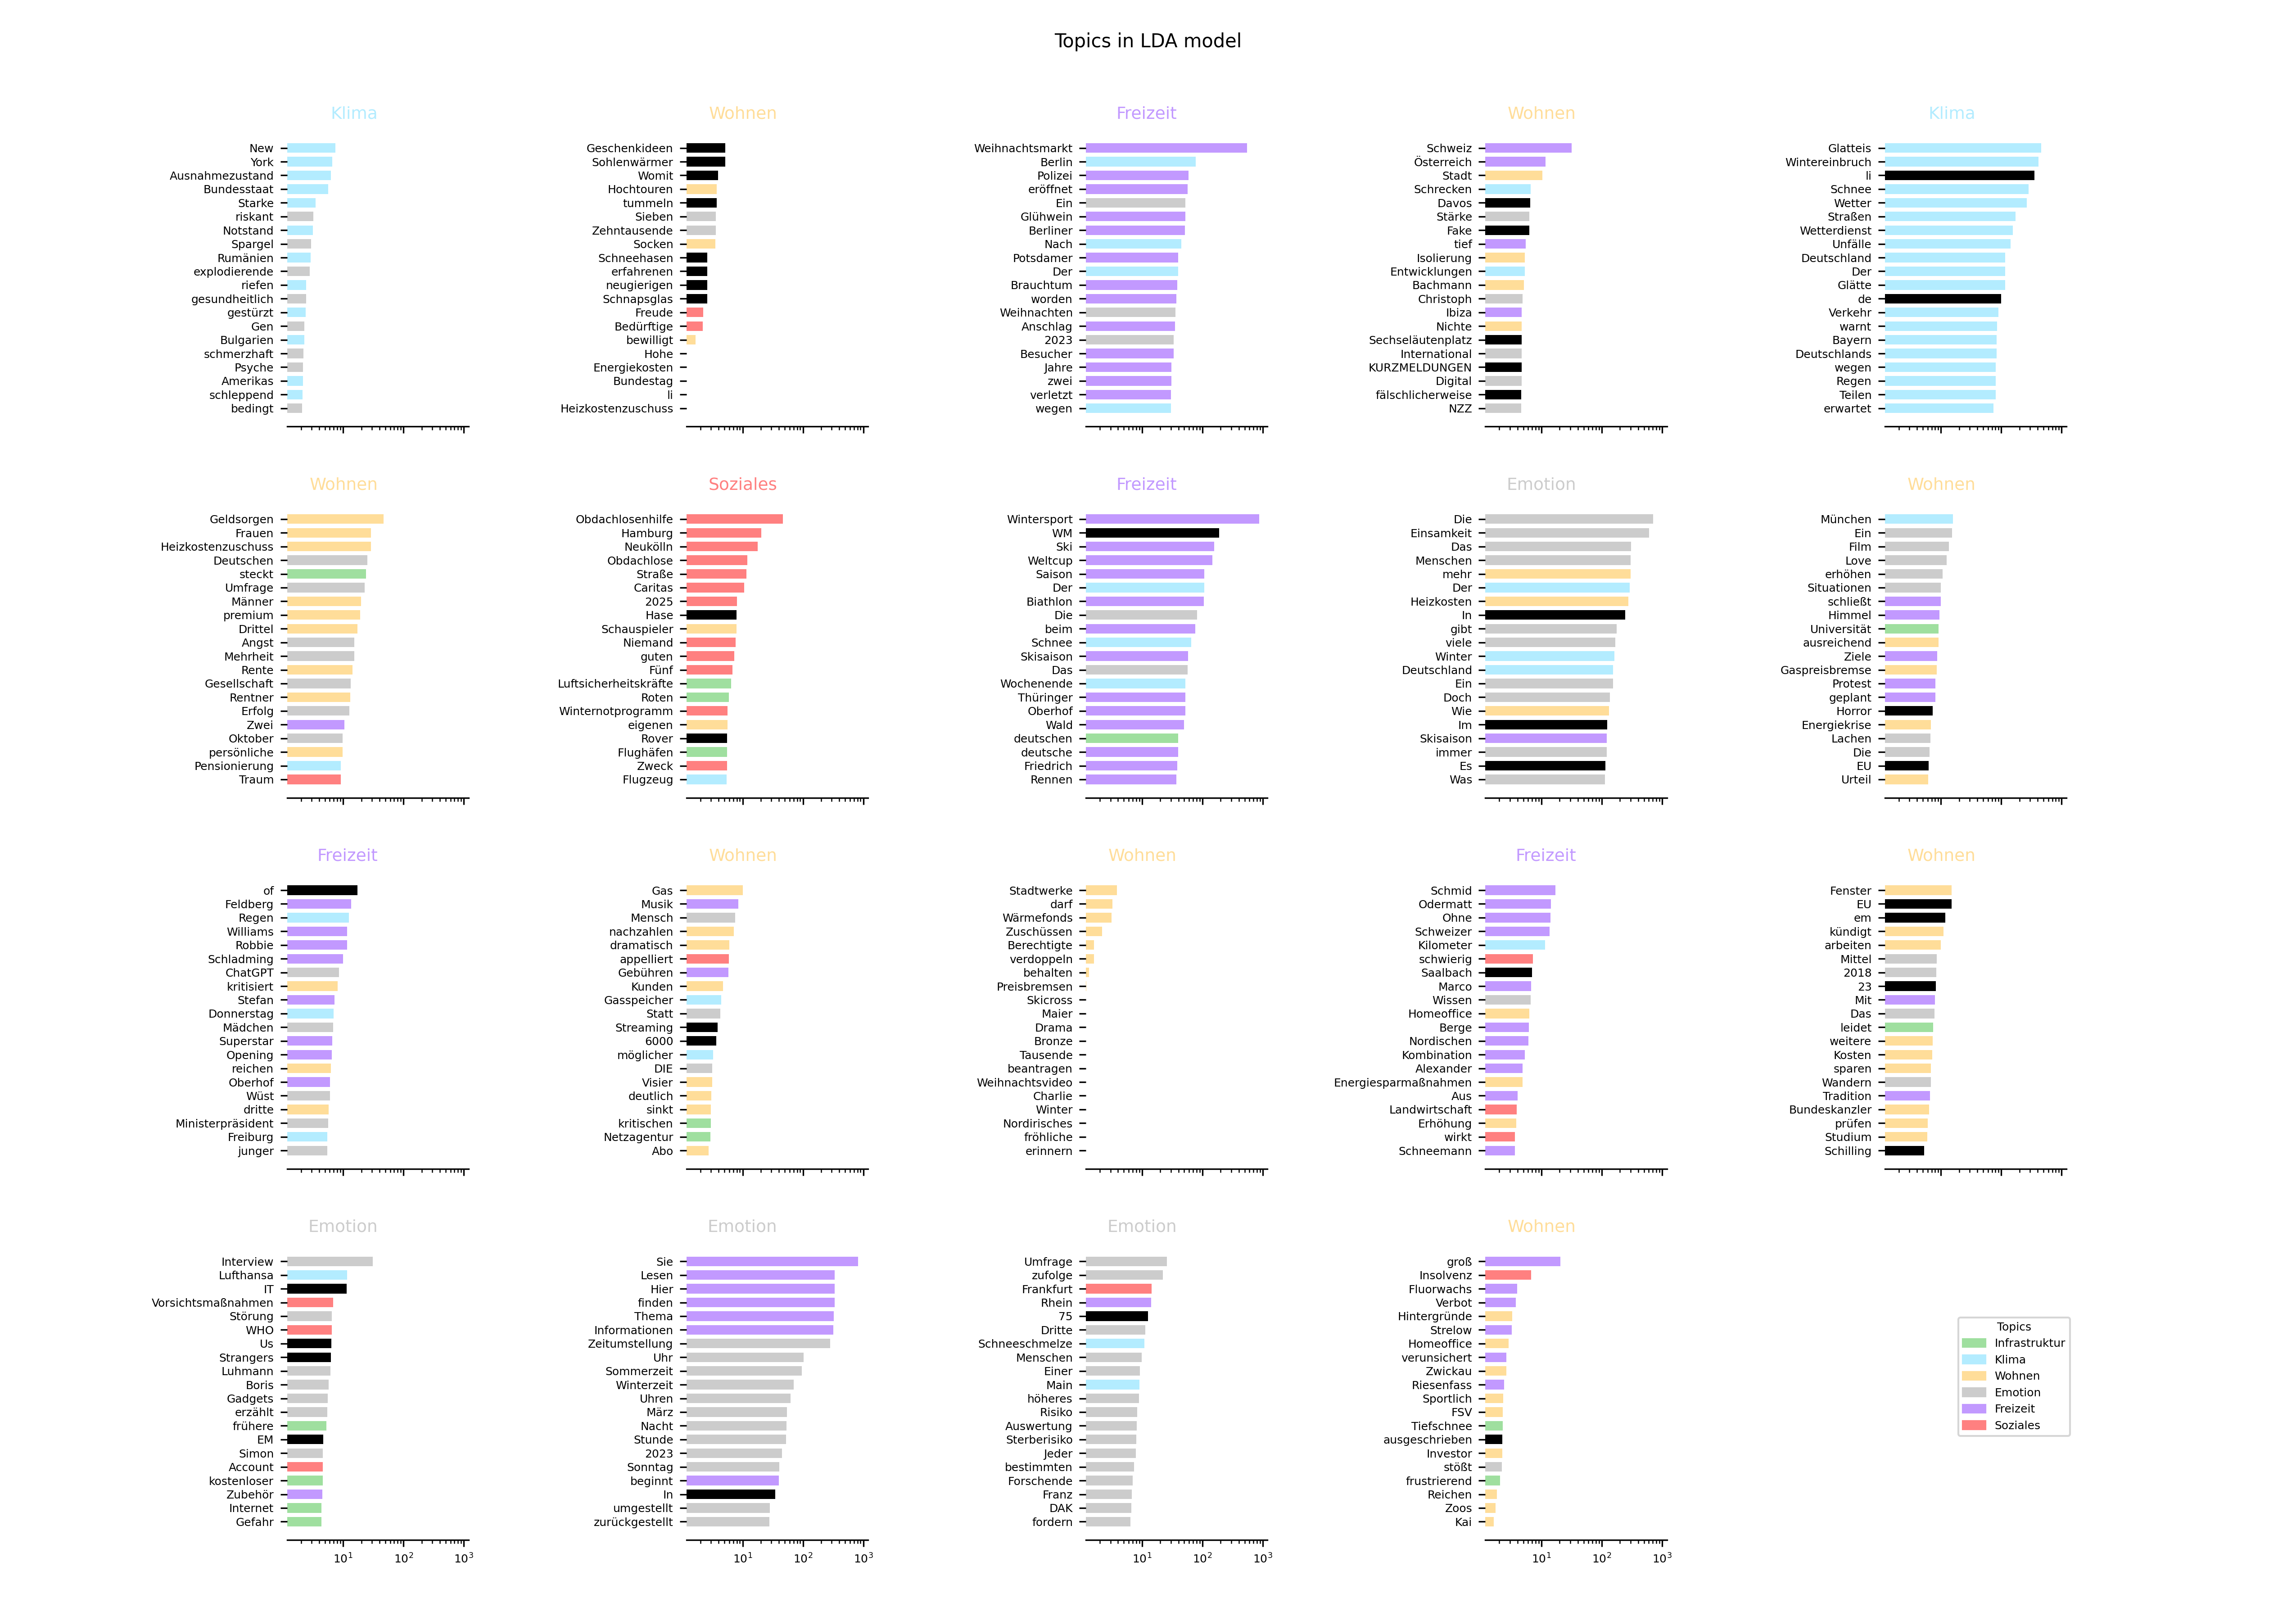 Topics in LDA model
Klima
New
York
Ausnahmezustand
Bundesstaat
Starke
riskant
Notstand
Spargel
Rumänien
explodierende
riefen
gesundheitlich
gestürzt
Gen
Bulgarien
schmerzhaft
Psyche
Amerikas
schleppend
bedingt
Wohnen
Geschenkideen
Sohlenwärmer
Womit
Hochtouren
tummeln
Sieben
Zehntausende
Socken
Schneehasen
erfahrenen
neugierigen
Schnapsglas
Freude
Bedürftige
bewilligt
Hohe
Energiekosten
Bundestag
li
Heizkostenzuschuss
Freizeit
Weihnachtsmarkt
Berlin
Polizei
eröffnet
Ein
Glühwein
Berliner
Nach
Potsdamer
Der
Brauchtum
worden
Weihnachten
Anschlag
2023
Besucher
Jahre
zwei
verletzt
wegen
Wohnen
Schweiz
Österreich
Stadt
Schrecken
Davos
Stärke
Fake
tief
Isolierung
Entwicklungen
Bachmann
Christoph
Ibiza
Nichte
Sechseläutenplatz
International
KURZMELDUNGEN
Digital
fälschlicherweise
NZZ
Klima
Glatteis
Wintereinbruch
li
Schnee
Wetter
Straßen
Wetterdienst
Unfälle
Deutschland
Der
Glätte
de
Verkehr
warnt
Bayern
Deutschlands
wegen
Regen
Teilen
erwartet
Wohnen
Geldsorgen
Frauen
Heizkostenzuschuss
Deutschen
steckt
Umfrage
Männer
premium
Drittel
Angst
Mehrheit
Rente
Gesellschaft
Rentner
Erfolg
Zwei
Oktober
persönliche
Pensionierung
Traum
Soziales
Obdachlosenhilfe
Hamburg
Neukölln
Obdachlose
Straße
Caritas
2025
Hase
Schauspieler
Niemand
guten
Fünf
Luftsicherheitskräfte
Roten
Winternotprogramm
eigenen
Rover
Flughäfen
Zweck
Flugzeug
Freizeit
Wintersport
WM
Ski
Weltcup
Saison
Der
Biathlon
Die
beim
Schnee
Skisaison
Das
Wochenende
Thüringer
Oberhof
Wald
deutschen
deutsche
Friedrich
Rennen
Emotion
Die
Einsamkeit
Das
Menschen
mehr
Der
Heizkosten
In
gibt
viele
Winter
Deutschland
Ein
Doch
Wie
Im
Skisaison
immer
Es
Was
Wohnen
München
Ein
Film
Love
erhöhen
Situationen
schließt
Himmel
Universität
ausreichend
Ziele
Gaspreisbremse
Protest
geplant
Horror
Energiekrise
Lachen
Die
EU
Urteil
Freizeit
of
Feldberg
Regen
Williams
Robbie
Schladming
ChatGPT
kritisiert
Stefan
Donnerstag
Mädchen
Superstar
Opening
reichen
Oberhof
Wüst
dritte
Ministerpräsident
Freiburg
junger
Wohnen
Gas
Musik
Mensch
nachzahlen
dramatisch
appelliert
Gebühren
Kunden
Gasspeicher
Statt
Streaming
6000
möglicher
DIE
Visier
deutlich
sinkt
kritischen
Netzagentur
Abo
Wohnen
Stadtwerke
darf
Wärmefonds
Zuschüssen
Berechtigte
verdoppeln
behalten
Preisbremsen
Skicross
Maier
Drama
Bronze
Tausende
beantragen
Weihnachtsvideo
Charlie
Winter
Nordirisches
fröhliche
erinnern
Freizeit
Schmid
Odermatt
Ohne
Schweizer
Kilometer
schwierig
Saalbach
Marco
Wissen
Homeoffice
Berge
Nordischen
Kombination
Alexander
Energiesparmaßnahmen
Aus
Landwirtschaft
Erhöhung
wirkt
Schneemann
Wohnen
Fenster
EU
em
kündigt
arbeiten
Mittel
2018
23
Mit
Das
leidet
weitere
Kosten
sparen
Wandern
Tradition
Bundeskanzler
prüfen
Studium
Schilling
Emotion
Interview
Lufthansa
IT
Vorsichtsmaßnahmen
Störung
WHO
Us
Strangers
Luhmann
Boris
Gadgets
erzählt
frühere
EM
Simon
Account
kostenloser
Zubehör
Internet
Gefahr
10¹ 10² 10³
Emotion
Sie
Lesen
Hier
finden
Thema
Informationen
Zeitumstellung
Uhr
Sommerzeit
Winterzeit
Uhren
März
Nacht
Stunde
2023
Sonntag
beginnt
In
umgestellt
zurückgestellt
10¹ 10² 10³
Emotion
Umfrage
zufolge
Frankfurt
Rhein
75
Dritte
Schneeschmelze
Menschen
Einer
Main
höheres
Risiko
Auswertung
Sterberisiko
Jeder
bestimmten
Forschende
Franz
DAK
fordern
10¹ 10² 10³
Wohnen
groß
Insolvenz
Fluorwachs
Verbot
Hintergründe
Strelow
Homeoffice
verunsichert
Zwickau
Riesenfass
Sportlich
FSV
Tiefschnee
ausgeschrieben
Investor
stößt
frustrierend
Reichen
Zoos
Kai
10¹ 10² 10³
Topics
Infrastruktur
Klima
Wohnen
Emotion
Freizeit
Soziales